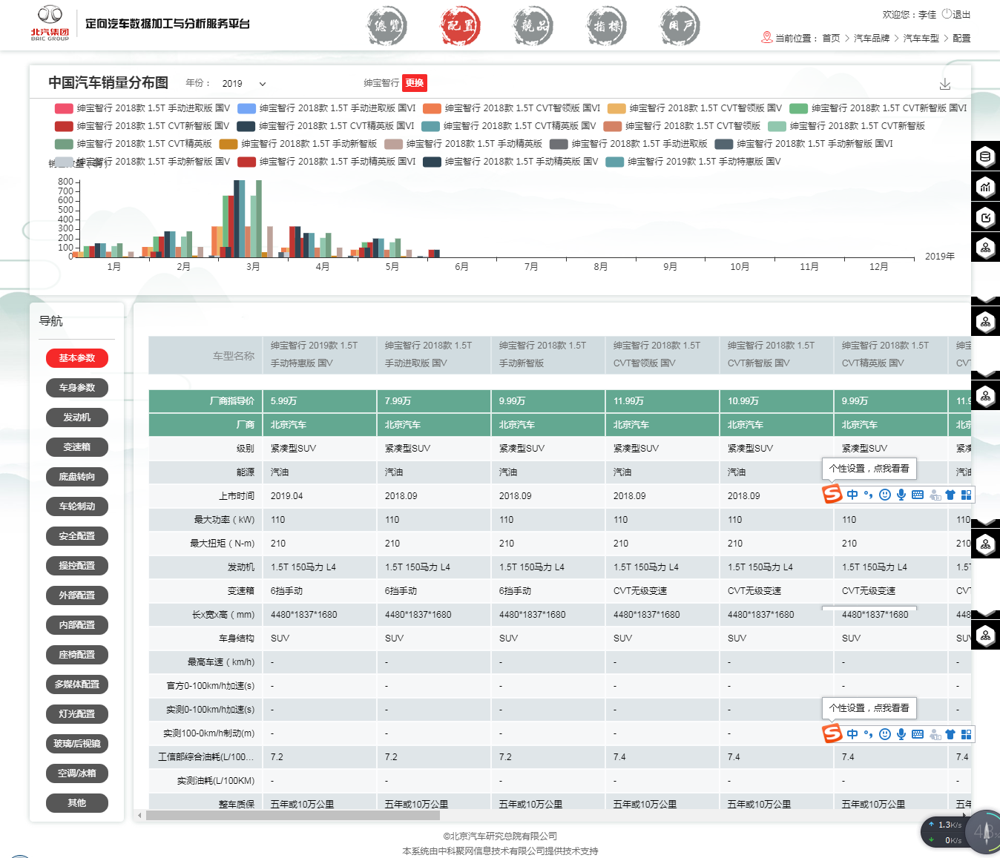 北汽集团
BAIC GROUP
定向汽车数据加工与分析服务平台
總覽
配置
競品
指標
用戶
欢迎您：李佳 退出
当前位置： 首页 > 汽车品牌 > 汽车车型 > 配置
中国汽车销量分布图
年份： 2019
绅宝智行 更换
绅宝智行 2018款 1.5T 手动进取版 国V 绅宝智行 2018款 1.5T 手动进取版 国VI 绅宝智行 2018款 1.5T CVT智领版 国VI 绅宝智行 2018款 1.5T CVT智领版 国V 绅宝智行 2018款 1.5T CVT新智版 国VI
绅宝智行 2018款 1.5T CVT新智版 国V 绅宝智行 2018款 1.5T CVT精英版 国VI 绅宝智行 2018款 1.5T CVT精英版 国V 绅宝智行 2018款 1.5T CVT智领版 绅宝智行 2018款 1.5T CVT新智版
绅宝智行 2018款 1.5T CVT精英版 绅宝智行 2018款 1.5T 手动新智版 绅宝智行 2018款 1.5T 手动精英版 绅宝智行 2018款 1.5T 手动进取版 绅宝智行 2018款 1.5T 手动新智版 国VI
绅宝智行 2018款 1.5T 手动新智版 国V 绅宝智行 2018款 1.5T 手动精英版 国VI 绅宝智行 2018款 1.5T 手动精英版 国V 绅宝智行 2019款 1.5T 手动特惠版 国V
800
700
600
500
400
300
200
100
0
1月 2月 3月 4月 5月 6月 7月 8月 9月 10月 11月 12月
2019年
导航
基本参数
车身参数
发动机
变速箱
底盘转向
车轮制动
安全配置
操控配置
外部配置
内部配置
座椅配置
多媒体配置
灯光配置
玻璃/后视镜
空调/冰箱
其他
车型名称 绅宝智行 2019款 1.5T 手动特惠版 国V 绅宝智行 2018款 1.5T 手动进取版 国V 绅宝智行 2018款 1.5T 手动新智版 绅宝智行 2018款 1.5T CVT智领版 国V 绅宝智行 2018款 1.5T CVT新智版 国V 绅宝智行 2018款 1.5T CVT精英版 国V 绅宝 CVT
厂商指导价 5.99万 7.99万 9.99万 11.99万 10.99万 9.99万 11.9
厂商 北京汽车 北京汽车 北京汽车 北京汽车 北京汽车 北京汽车 北京
级别 紧凑型SUV 紧凑型SUV 紧凑型SUV 紧凑型SUV 紧凑型SUV 紧凑型SUV 紧凑
能源 汽油 汽油 汽油 汽油 汽油 汽油
个性设置，点我看看
上市时间 2019.04 2018.09 2018.09 2018.09 2018.09
中
最大功率（kW） 110 110 110 110 110 110 110
最大扭矩（N-m） 210 210 210 210 210 210 210
发动机 1.5T 150马力 L4 1.5T 150马力 L4 1.5T 150马力 L4 1.5T 150马力 L4 1.5T 150马力 L4 1.5T 150马力 L4 1.5T
变速箱 6挡手动 6挡手动 6挡手动 CVT无级变速 CVT无级变速 CVT无级变速 CVT
长x宽x高（mm） 4480*1837*1680 4480*1837*1680 4480*1837*1680 4480*1837*1680 4480*1837*1680 4480*1837*1680 448
车身结构 SUV SUV SUV SUV SUV SUV SUV
最高车速（km/h） - - - - - - -
官方0-100km/h加速(s) - - - - - - -
实测0-100km/h加速(s) - - - - -
个性设置，点我看看
实测100-0km/h制动(m) - - - - -
中
工信部综合油耗(L/100... 7.2 7.2 7.2 7.4 7.4 7.4 7.4
实测油耗(L/100KM) - - - - - - -
整车质保 五年或10万公里 五年或10万公里 五年或10万公里 五年或10万公里 五年或10万公里 五年或10万公里 五年
1.3K/s
0K/s
©北京汽车研究总院有限公司
本系统由中科聚网信息技术有限公司提供技术支持